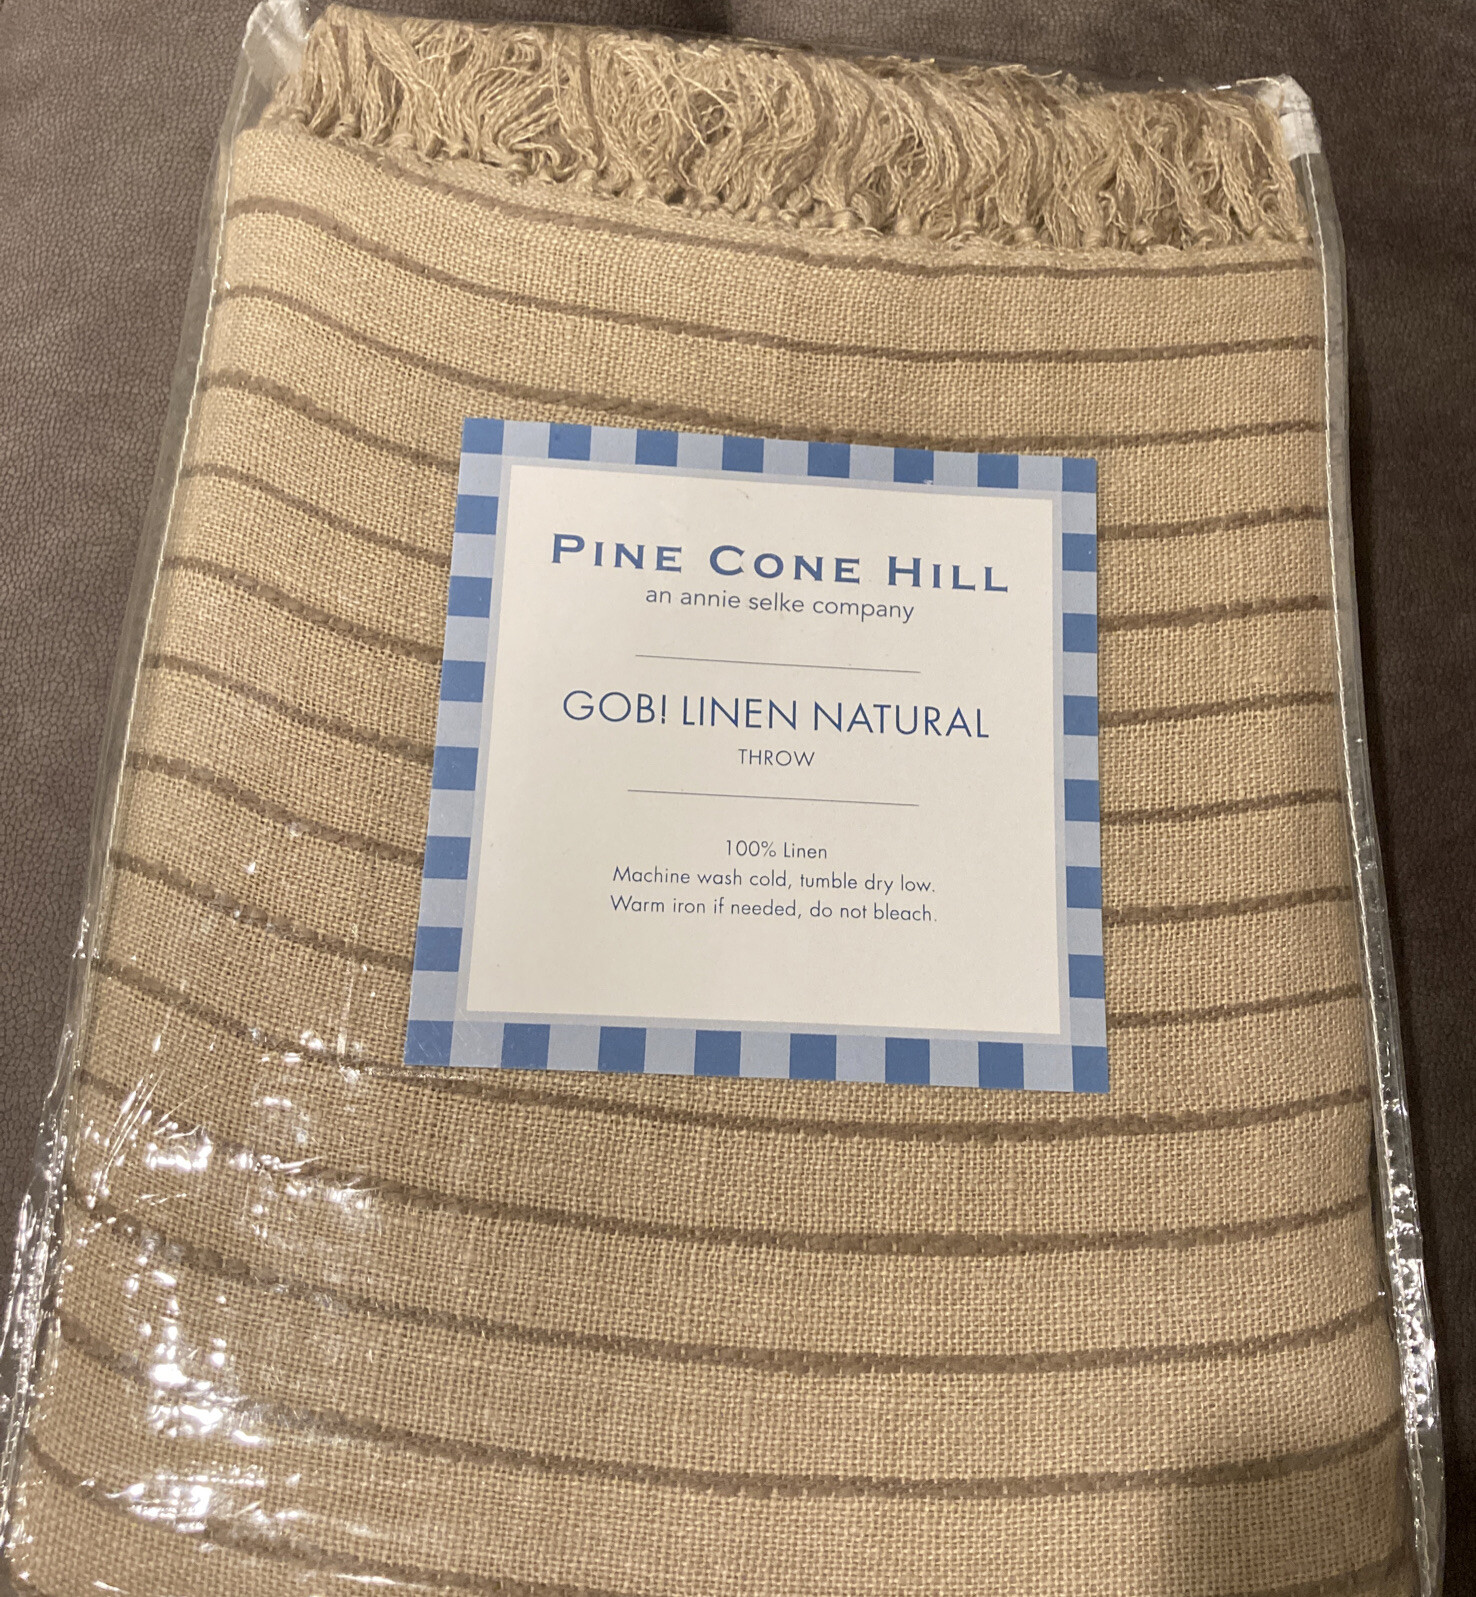 PINE CONE HILL
an annie selke company
GOB! LINEN NATURAL
THROW
100% Linen
Machine wash cold, tumble dry low.
Warm iron if needed, do not bleach.